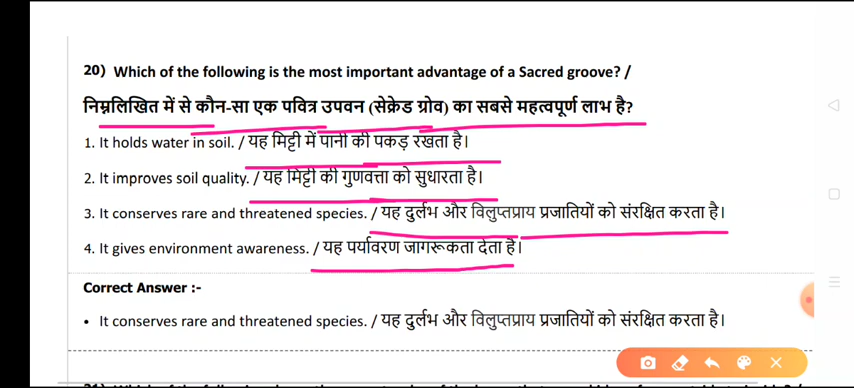 20) Which of the following is the most important advantage of a Sacred groove? /
निम्नलिखित में से कौन-सा एक पवित्र उपवन (सेक्रेड ग्रोव) का सबसे महत्वपूर्ण लाभ है?
1. It holds water in soil. / यह मिट्टी में पानी की पकड़ रखता है।
2. It improves soil quality. / यह मिट्टी की गुणवत्ता को सुधारता है।
3. It conserves rare and threatened species. / यह दुर्लभ और विलुप्तप्राय प्रजातियों को संरक्षित करता है।
4. It gives environment awareness. / यह पर्यावरण जागरूकता देता है।
Correct Answer :-
• It conserves rare and threatened species. / यह दुर्लभ और विलुप्तप्राय प्रजातियों को संरक्षित करता है।